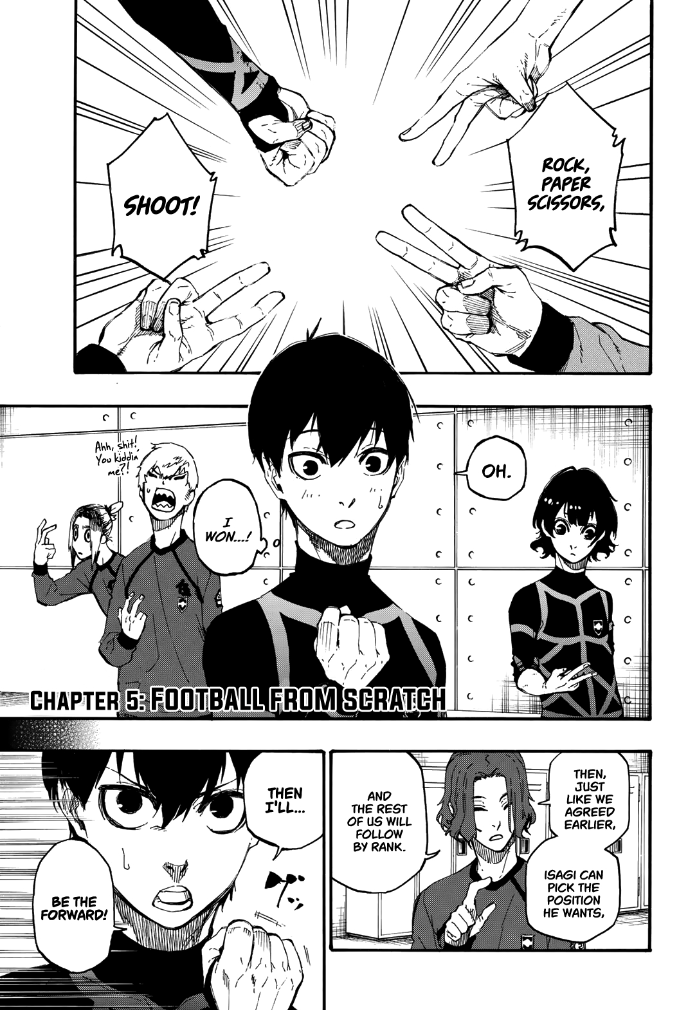 ROCK,
PAPER
SCISSORS,
SHOOT!
OH.
I
WON...!
Ahh, shit!
You kiddin'
me?!
CHAPTER 5: FOOTBALL FROM SCRATCH
THEN,
JUST
LIKE WE
AGREED
EARLIER,
ISAGI CAN
PICK THE
POSITION
HE WANTS,
AND
THE REST
OF US WILL
FOLLOW
BY RANK.
THEN
I'LL...
BE THE
FORWARD!